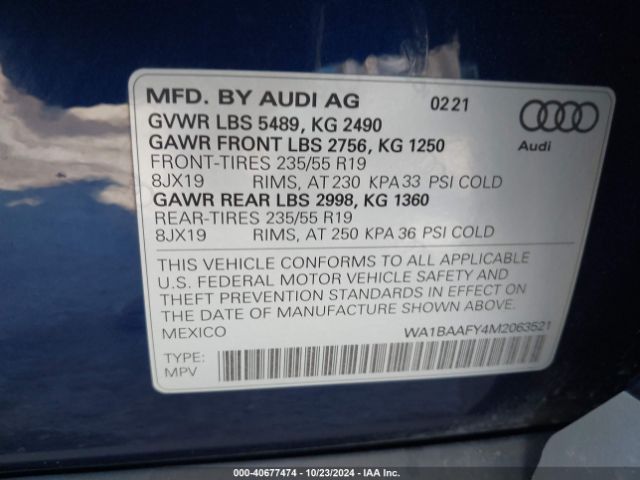 MFD. BY AUDI AG 0221
GVWR LBS 5489, KG 2490
GAWR FRONT LBS 2756, KG 1250
FRONT-TIRES 235/55 R19
8JX19 RIMS, AT 230 KPA 33 PSI COLD
GAWR REAR LBS 2998, KG 1360
REAR-TIRES 235/55 R19
8JX19 RIMS, AT 250 KPA 36 PSI COLD
Audi
THIS VEHICLE CONFORMS TO ALL APPLICABLE
U.S. FEDERAL MOTOR VEHICLE SAFETY AND
THEFT PREVENTION STANDARDS IN EFFECT ON
THE DATE OF MANUFACTURE SHOWN ABOVE.
MEXICO WA1BAAFY4M2063521
TYPE:
MPV
000-40677474 | 10/23/2024 | IAA Inc.